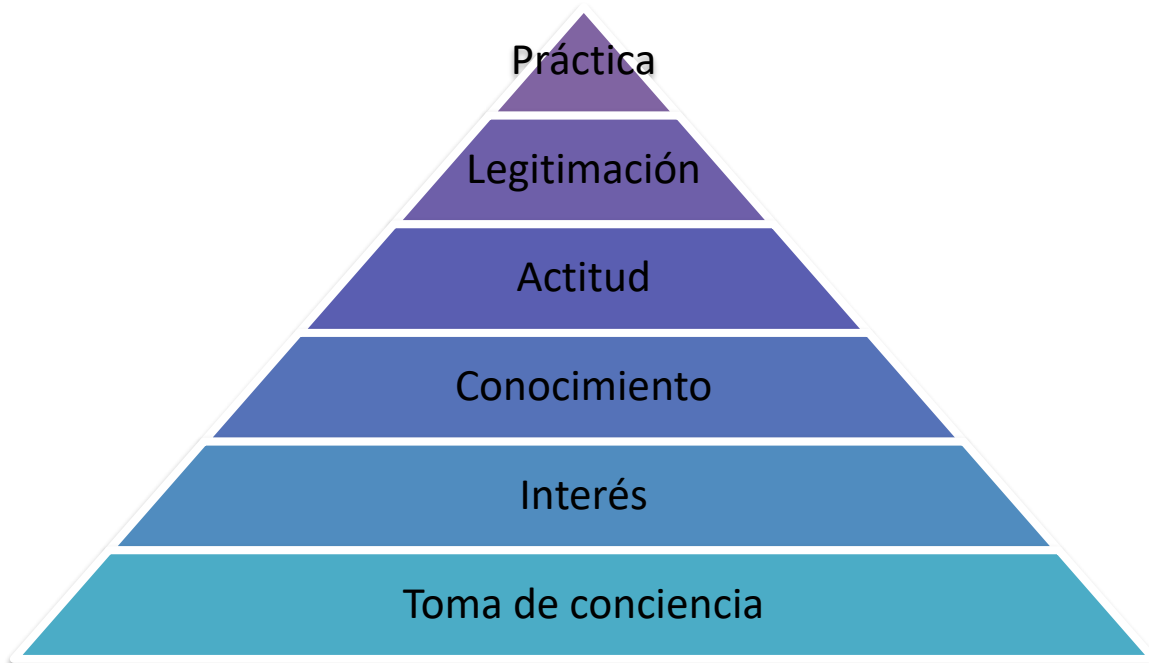 Práctica
Legitimación
Actitud
Conocimiento
Interés
Toma de conciencia